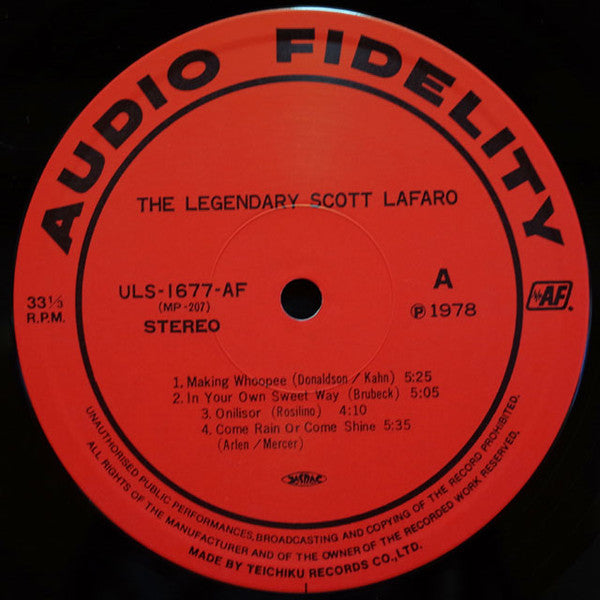 AUDIO FIDELITY
THE LEGENDARY SCOTT LAFARO
ULS-1677-AF
(MP-207)
STEREO
A
℗ 1978
33⅓
R.P.M.
AF
1. Making Whoopee (Donaldson / Kahn) 5:25
2. In Your Own Sweet Way (Brubeck) 5:05
3. Onilisor (Rosilino) 4:10
4. Come Rain Or Come Shine 5:35
(Arlen / Mercer)
JASRAC
UNAUTHORISED PUBLIC PERFORMANCES, BROADCASTING AND COPYING OF THE RECORD PROHIBITED.
ALL RIGHTS OF THE MANUFACTURER AND OF THE OWNER OF THE RECORDED WORK RESERVED.
MADE BY TEICHIKU RECORDS CO., LTD.